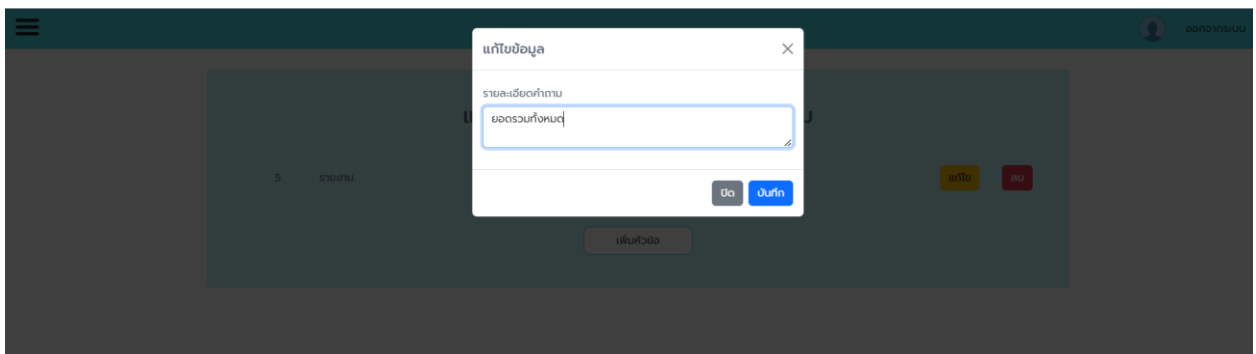 ออกจากระบบ
แก้ไขข้อมูล
รายละเอียดคำถาม
ยอดรวมทั้งหมด
5 รายงาน แก้ไข ลบ
ปิด บันทึก
เพิ่มหัวข้อ